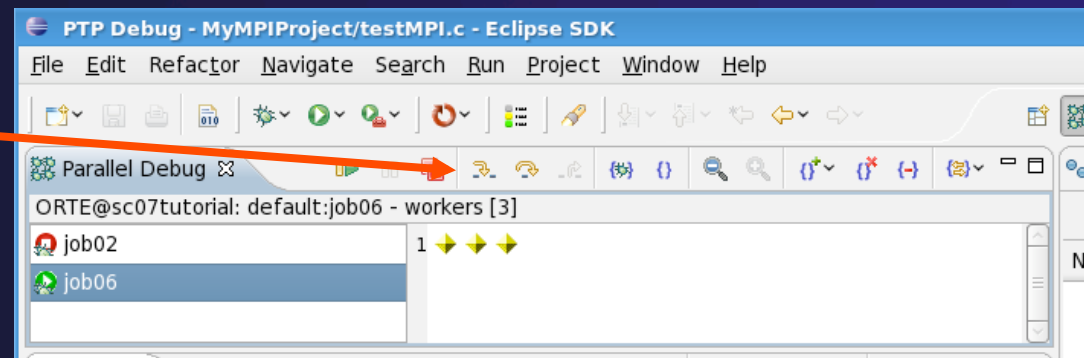 PTP Debug - MyMPIProject/testMPI.c - Eclipse SDK
File Edit Refactor Navigate Search Run Project Window Help
010
Parallel Debug
ORTE@sc07tutorial: default:job06 - workers [3]
job02
1
job06
N